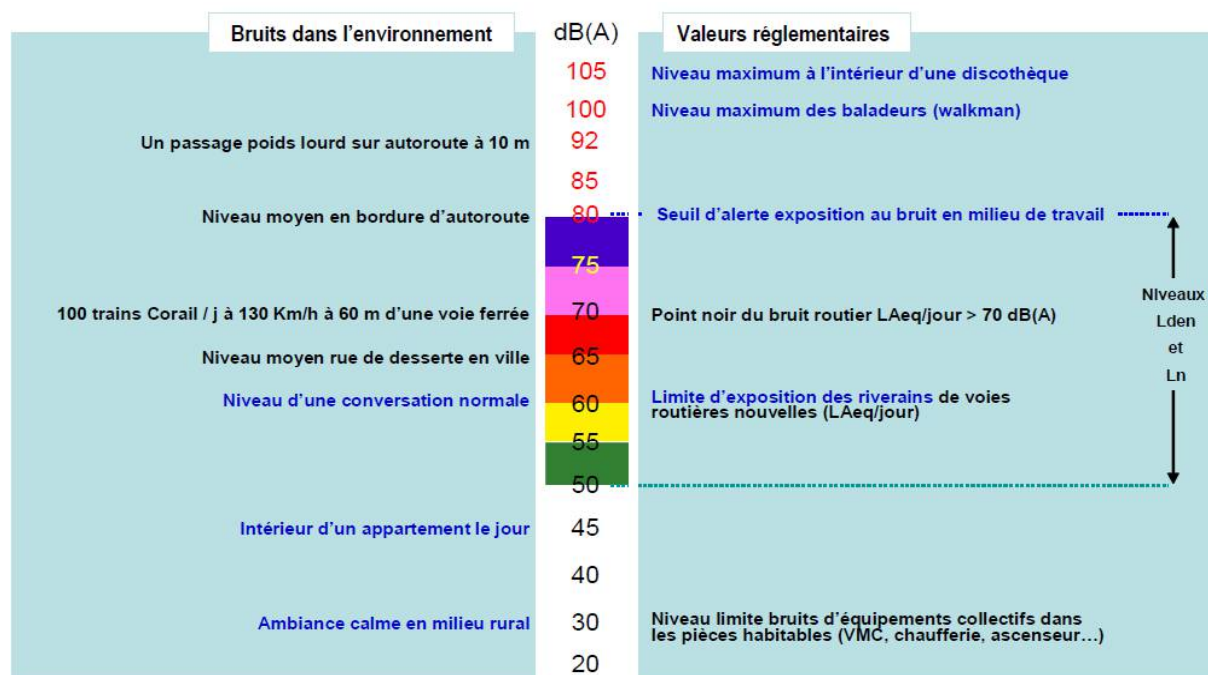 Bruits dans l'environnement dB(A) Valeurs réglementaires
105 Niveau maximum à l'intérieur d'une discothèque
100 Niveau maximum des baladeurs (walkman)
Un passage poids lourd sur autoroute à 10 m 92
85
Niveau moyen en bordure d'autoroute 80 Seuil d'alerte exposition au bruit en milieu de travail
75
Niveaux
Lden
et
Ln
100 trains Corail / j à 130 Km/h à 60 m d'une voie ferrée 70 Point noir du bruit routier LAeq/jour > 70 dB(A)
Niveau moyen rue de desserte en ville 65
Niveau d'une conversation normale 60 Limite d'exposition des riverains de voies
routières nouvelles (LAeq/jour)
55
50
Intérieur d'un appartement le jour 45
40
Ambiance calme en milieu rural 30 Niveau limite bruits d'équipements collectifs dans
les pièces habitables (VMC, chaufferie, ascenseur…)
20